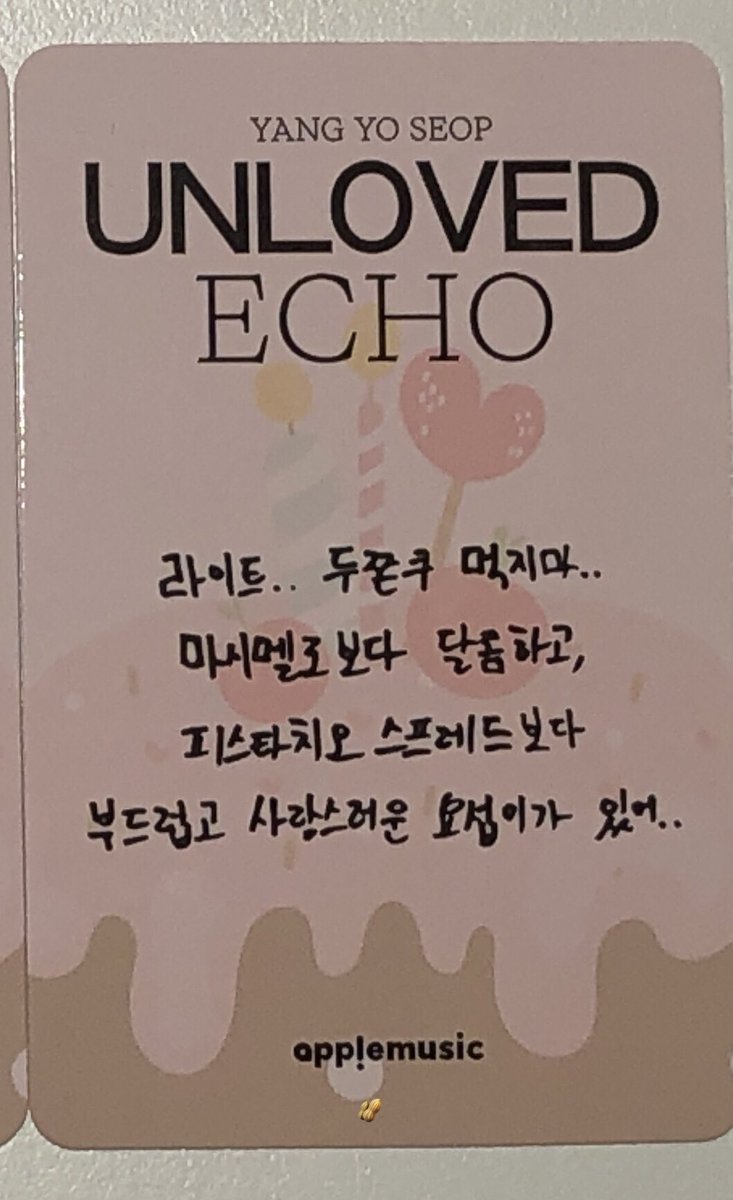 YANG YO SEOP
UNLOVED
ECHO
라이트.. 두쫀쿠 먹지마..
마시멜로보다 달콤하고,
피스타치오 스프레드보다
부드럽고 사랑스러운 요섭이가 있어..
applemusic